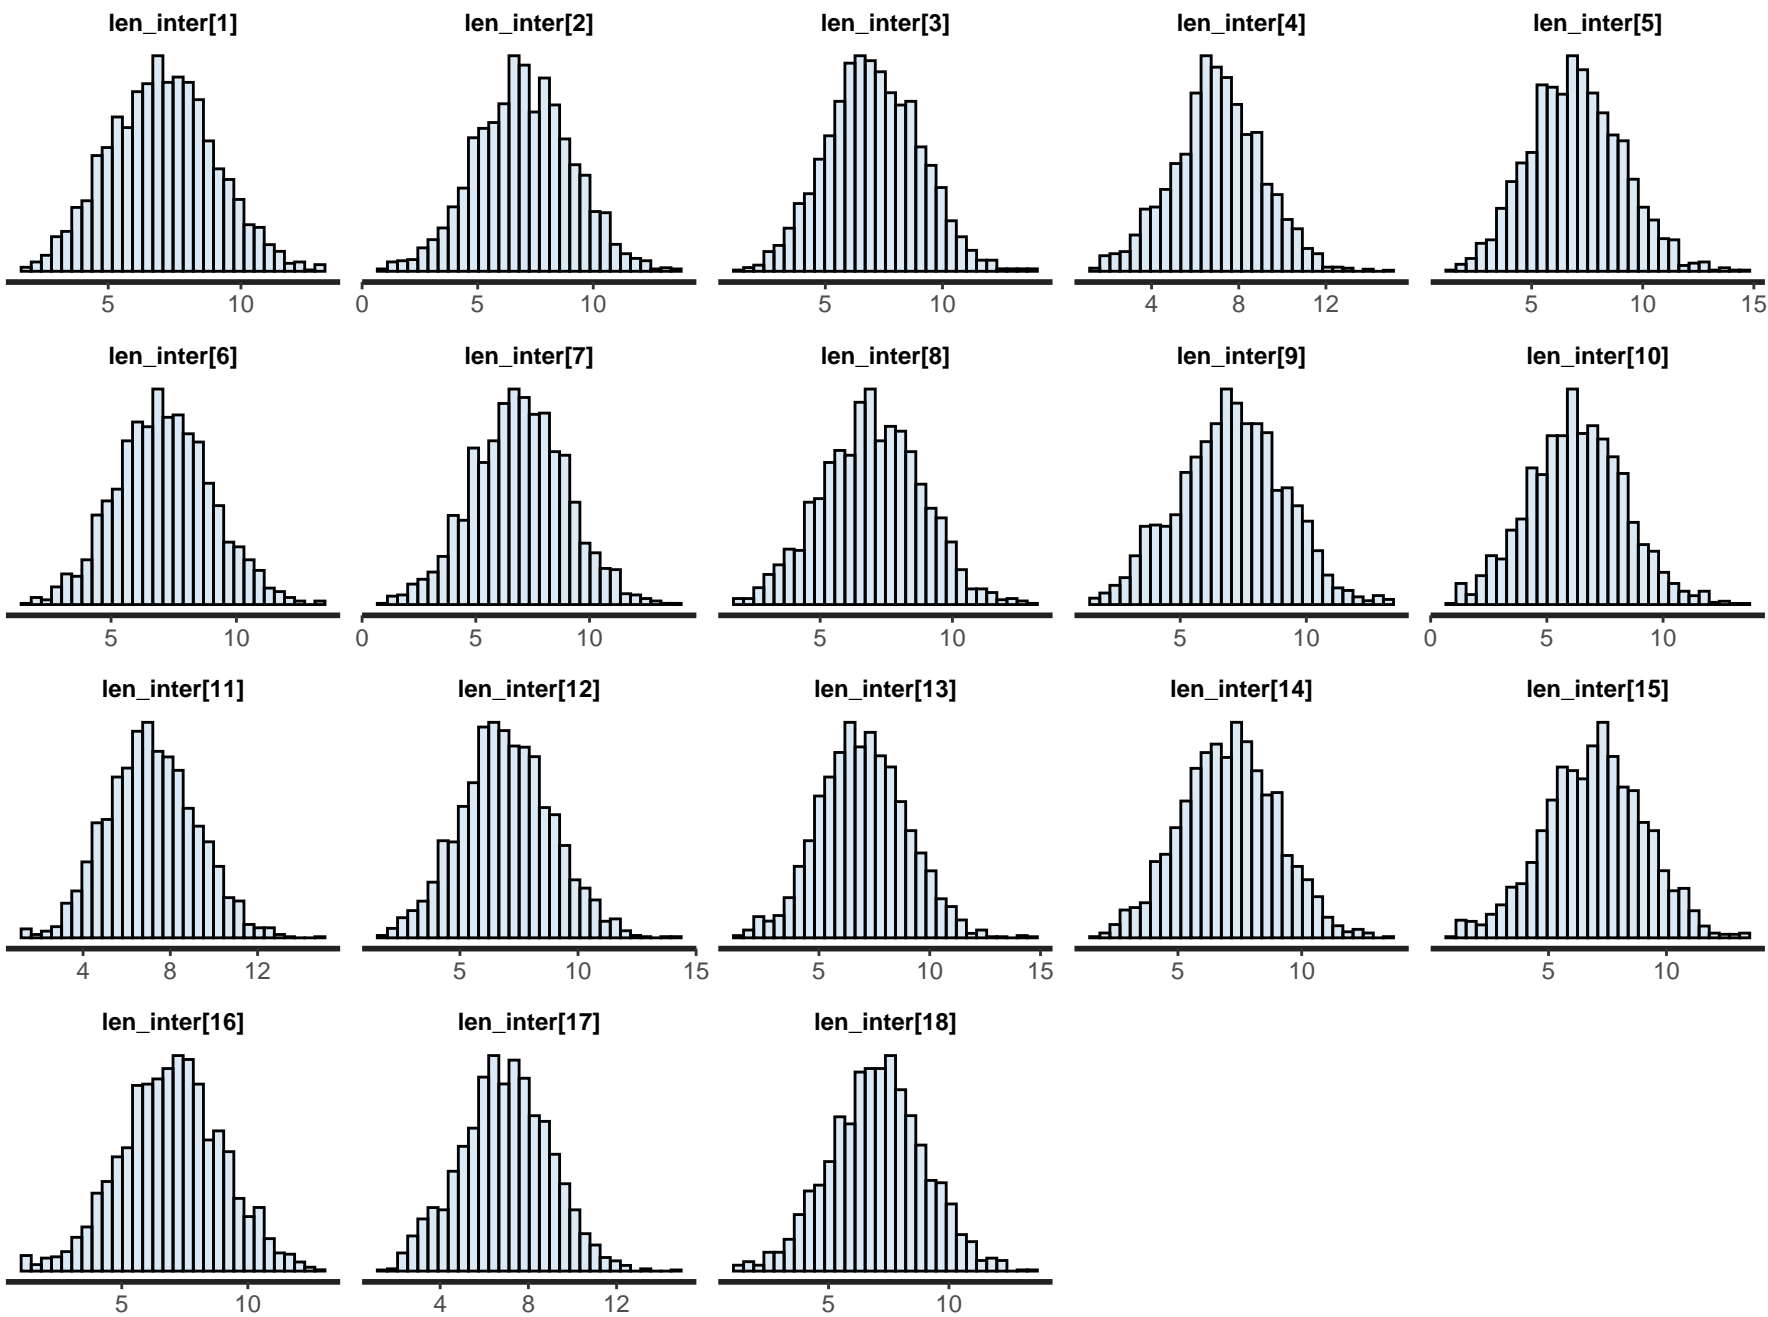 len_inter[1] len_inter[2] len_inter[3] len_inter[4] len_inter[5]
5 10 0 5 10 5 10 4 8 12 5 10 15
len_inter[6] len_inter[7] len_inter[8] len_inter[9] len_inter[10]
5 10 0 5 10 5 10 5 10 0 5 10
len_inter[11] len_inter[12] len_inter[13] len_inter[14] len_inter[15]
4 8 12 5 10 15 5 10 15 5 10 5 10
len_inter[16] len_inter[17] len_inter[18]
5 10 4 8 12 5 10